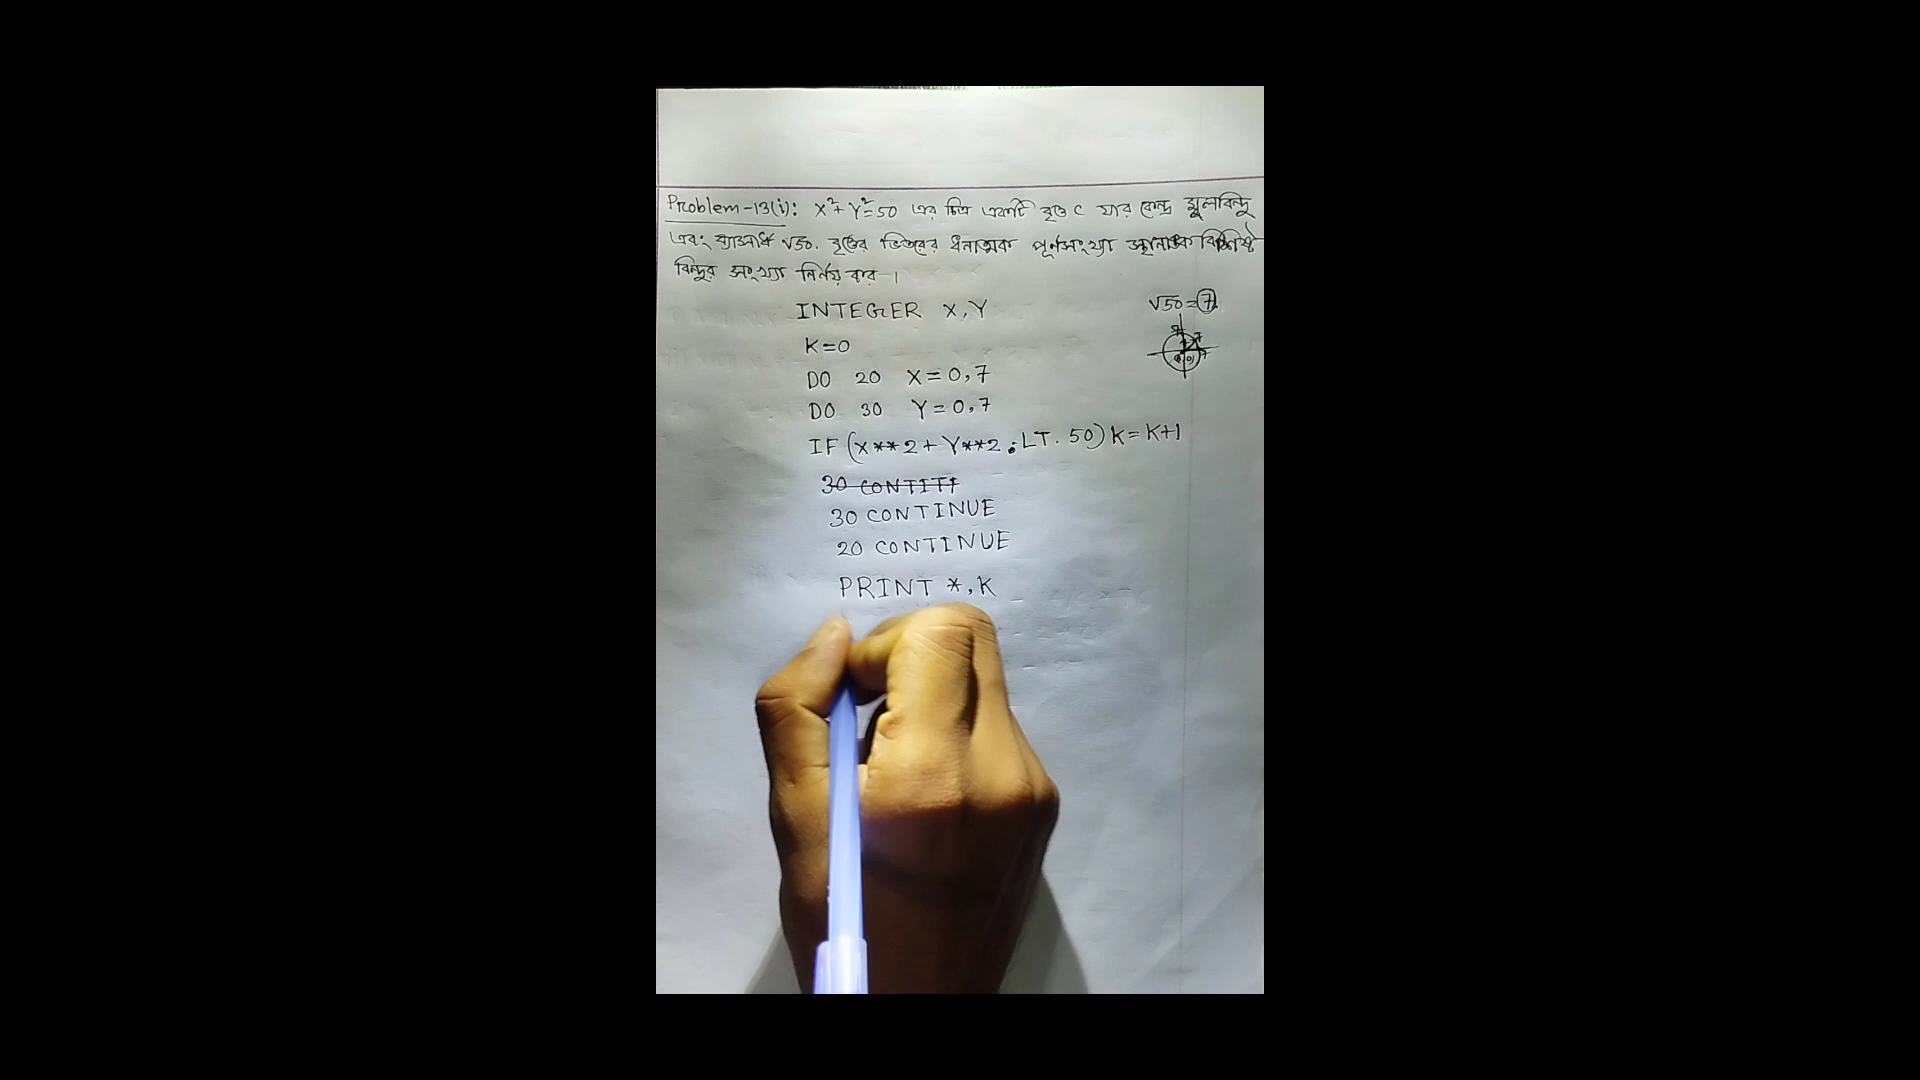 Problem-13(i): X²+Y²=50 এর চিত্র একটি বৃত্ত C যার কেন্দ্র মূলবিন্দু
এবং ব্যাসার্ধ √50. বৃত্তের ভিতরের ধনাত্মক পূর্ণসংখ্যা স্থানাঙ্ক বিশিষ্ট
বিন্দুর সংখ্যা নির্ণয় কর।
INTEGER X,Y
√50=7
K=0
DO 20 X=0,7
DO 30 Y=0,7
IF (X**2+Y**2.LT.50) K=K+1
30 CONTITI
30 CONTINUE
20 CONTINUE
PRINT *,K